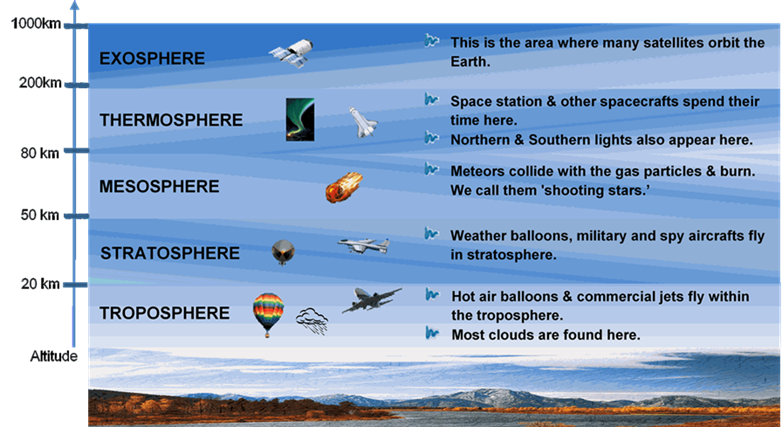 1000km
EXOSPHERE
This is the area where many satellites orbit the
Earth.
200km
THERMOSPHERE
Space station & other spacecrafts spend their
time here.
Northern & Southern lights also appear here.
80 km
MESOSPHERE
Meteors collide with the gas particles & burn.
We call them 'shooting stars.’
50 km
STRATOSPHERE
Weather balloons, military and spy aircrafts fly
in stratosphere.
20 km
TROPOSPHERE
Hot air balloons & commercial jets fly within
the troposphere.
Most clouds are found here.
Altitude